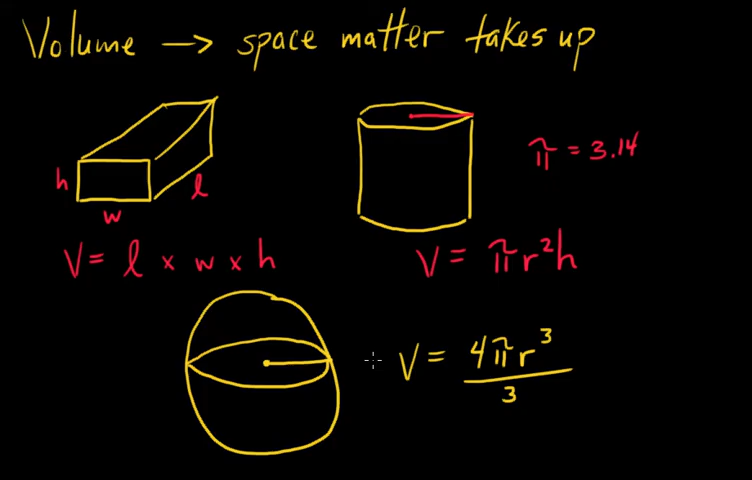 Volume → space matter takes up
π = 3.14
h
l
w
V = l x w x h
V = πr²h
V = 4πr³
3